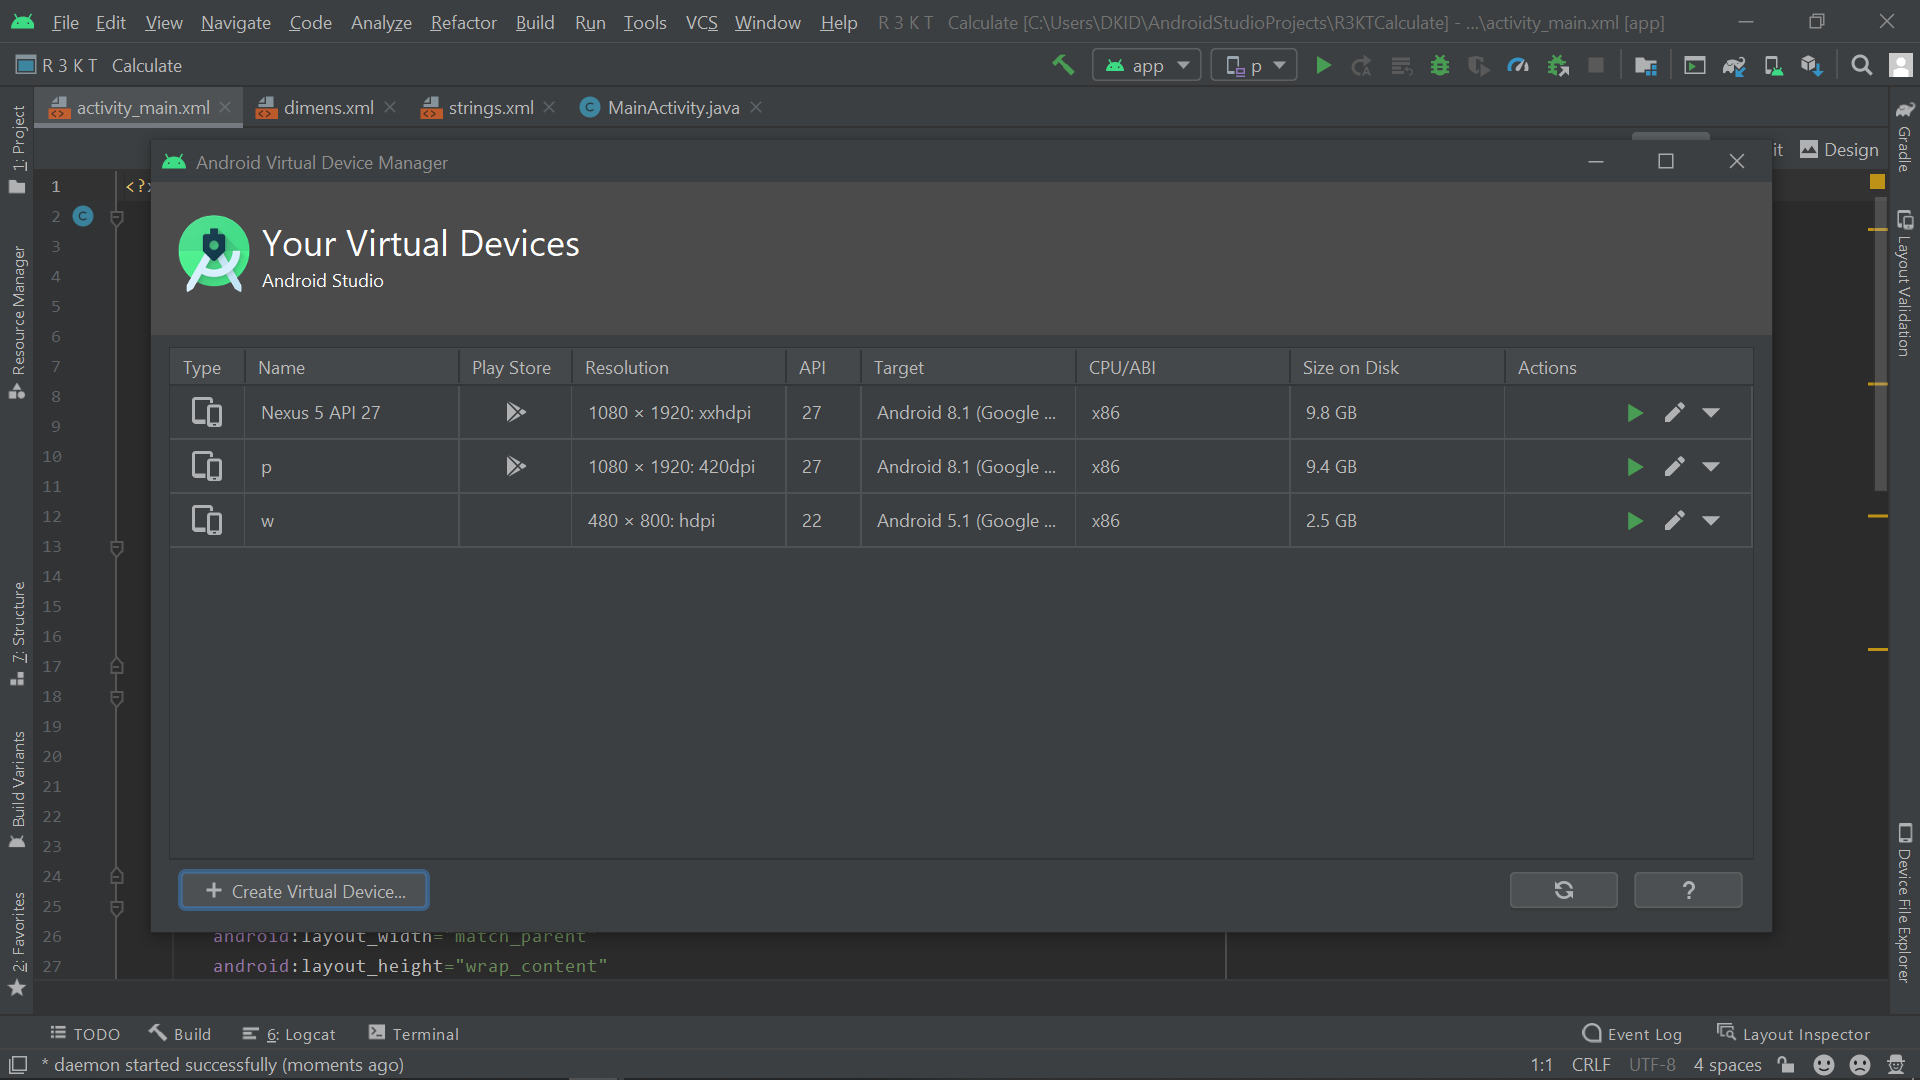 File Edit View Navigate Code Analyze Refactor Build Run Tools VCS Window Help R 3 K T Calculate [C:\Users\DKID\AndroidStudioProjects\R3KTCalculate] - ...\activity_main.xml [app]
R 3 K T Calculate app p
activity_main.xml dimens.xml strings.xml MainActivity.java
it Design
Android Virtual Device Manager
Your Virtual Devices
Android Studio
Type Name Play Store Resolution API Target CPU/ABI Size on Disk Actions
Nexus 5 API 27 1080 × 1920: xxhdpi 27 Android 8.1 (Google ... x86 9.8 GB
p 1080 × 1920: 420dpi 27 Android 8.1 (Google ... x86 9.4 GB
w 480 × 800: hdpi 22 Android 5.1 (Google ... x86 2.5 GB
+ Create Virtual Device... ?
1 <?
2
3
4
5
6
7
8
9
10
11
12
13
14
15
16
17
18
19
20
21
22
23
24
25
26 android:layout_width="match_parent
27 android:layout_height="wrap_content"
1: Project
Resource Manager
7: Structure
Build Variants
2: Favorites
Gradle
Layout Validation
Device File Explorer
TODO Build 6: Logcat Terminal Event Log Layout Inspector
* daemon started successfully (moments ago) 1:1 CRLF UTF-8 4 spaces